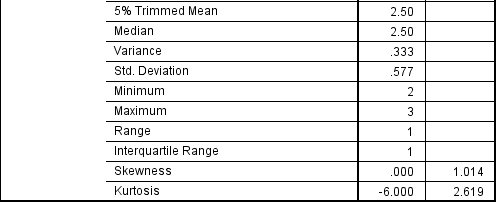 5% Trimmed Mean 2.50
Median 2.50
Variance .333
Std. Deviation .577
Minimum 2
Maximum 3
Range 1
Interquartile Range 1
Skewness .000 1.014
Kurtosis -6.000 2.619